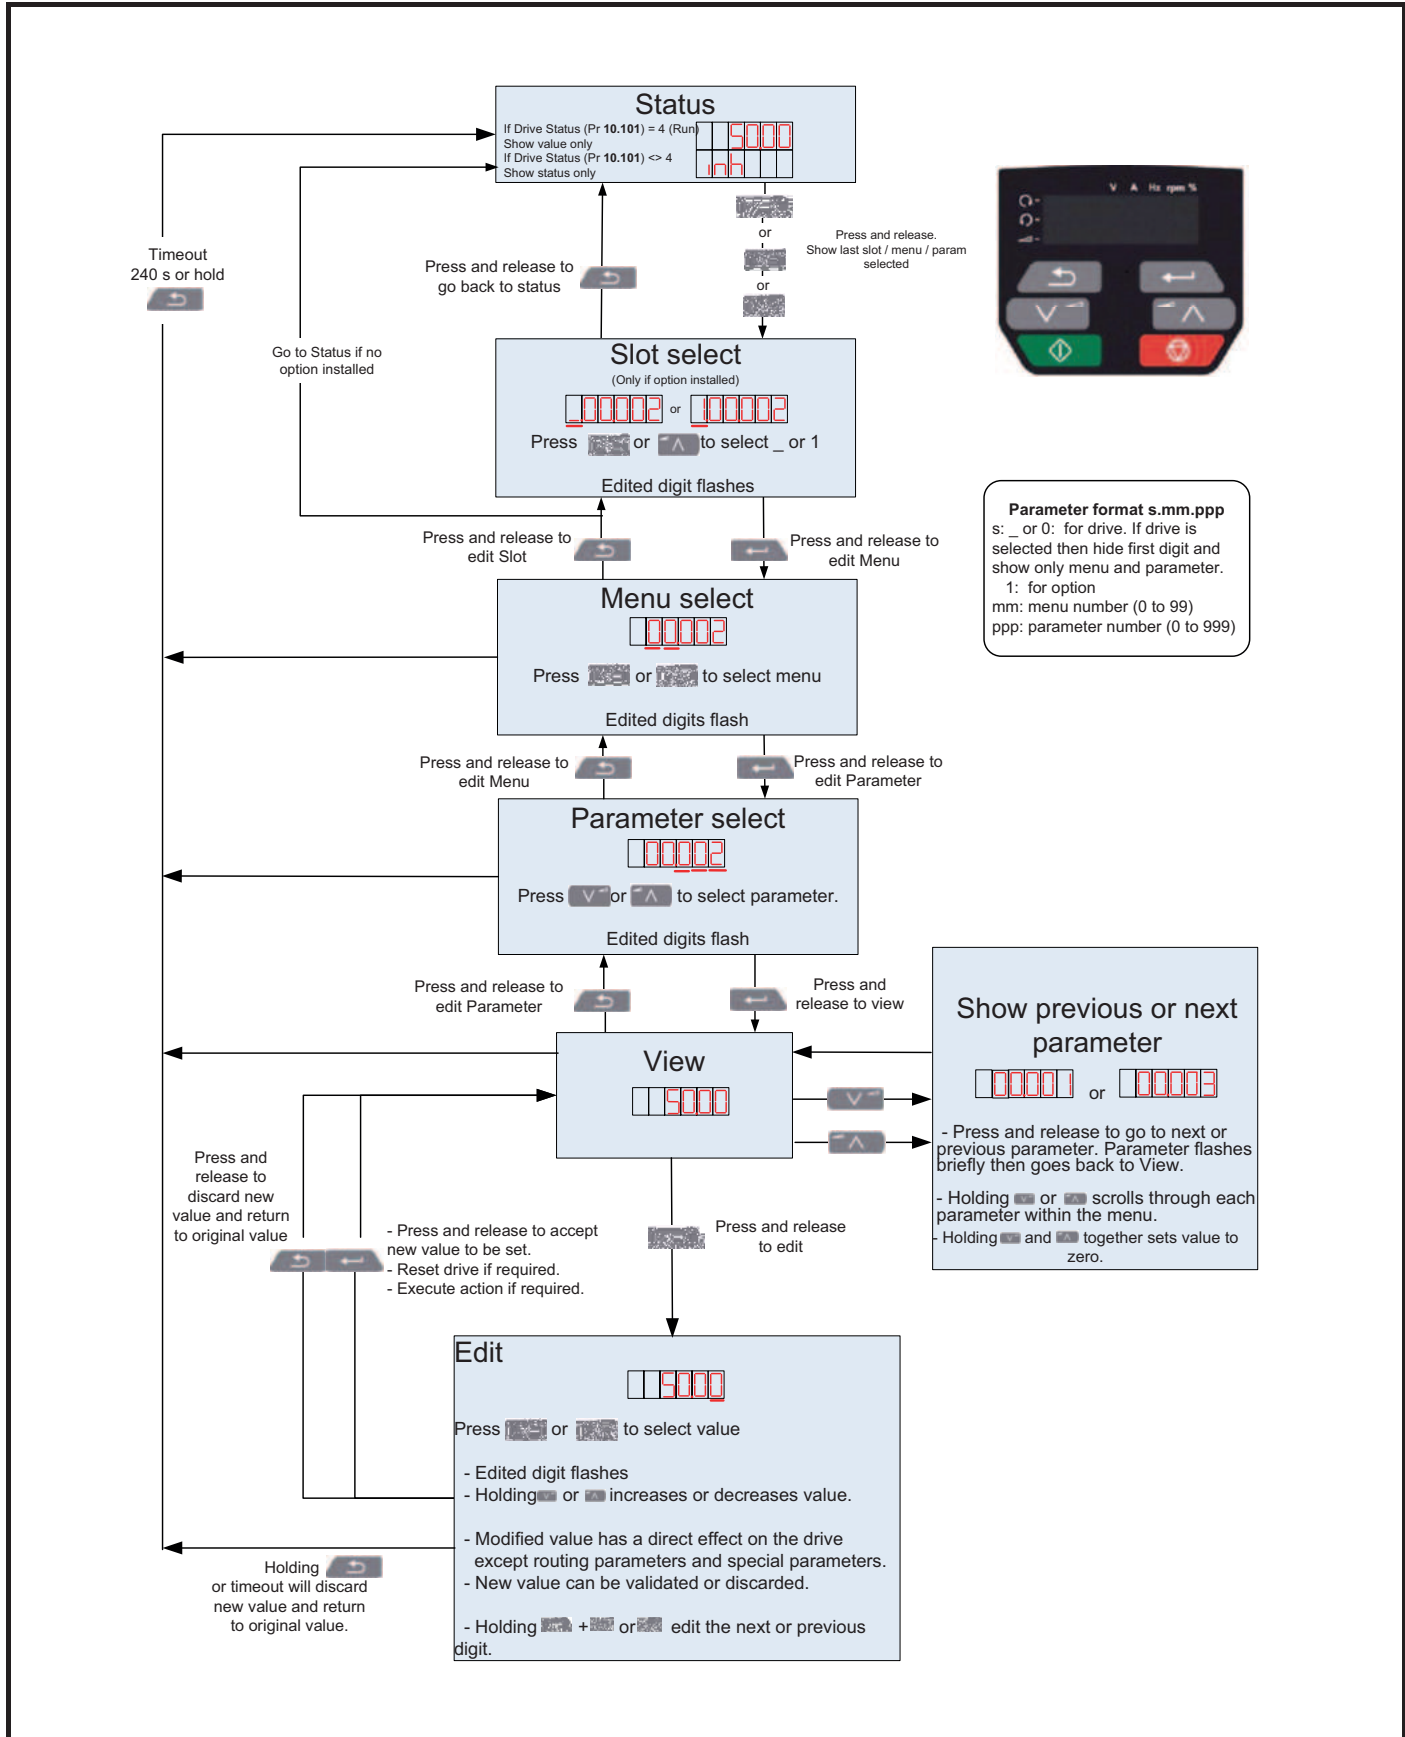 Status
If Drive Status (Pr 10.101) = 4 (Run)
Show value only
If Drive Status (Pr 10.101) <> 4
Show status only
5000
inh
V A Hz rpm %
Timeout
240 s or hold
Press and release to
go back to status
or
or
Press and release.
Show last slot / menu / param
selected
Go to Status if no
option installed
Slot select
(Only if option installed)
_00002 or 100002
Press or to select _ or 1
Edited digit flashes
Parameter format s.mm.ppp
s: _ or 0: for drive. If drive is
selected then hide first digit and
show only menu and parameter.
1: for option
mm: menu number (0 to 99)
ppp: parameter number (0 to 999)
Press and release to
edit Slot
Press and release to
edit Menu
Menu select
00002
Press or to select menu
Edited digits flash
Press and release to
edit Menu
Press and release to
edit Parameter
Parameter select
00002
Press or to select parameter.
Edited digits flash
Press and release to
edit Parameter
Press and
release to view
View
5000
Show previous or next
parameter
00001 or 00003
- Press and release to go to next or
previous parameter. Parameter flashes
briefly then goes back to View.
- Holding or scrolls through each
parameter within the menu.
- Holding and together sets value to
zero.
Press and
release to
discard new
value and return
to original value
- Press and release to accept
new value to be set.
- Reset drive if required.
- Execute action if required.
Press and release
to edit
Edit
5000
Press or to select value
- Edited digit flashes
- Holding or increases or decreases value.
- Modified value has a direct effect on the drive
except routing parameters and special parameters.
- New value can be validated or discarded.
- Holding + or edit the next or previous
digit.
Holding
or timeout will discard
new value and return
to original value.